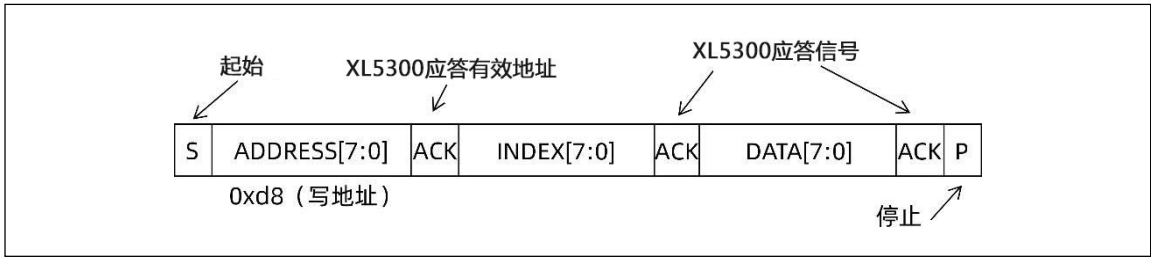 起始
XL5300应答有效地址
XL5300应答信号
S ADDRESS[7:0] ACK INDEX[7:0] ACK DATA[7:0] ACK P
0xd8（写地址）
停止